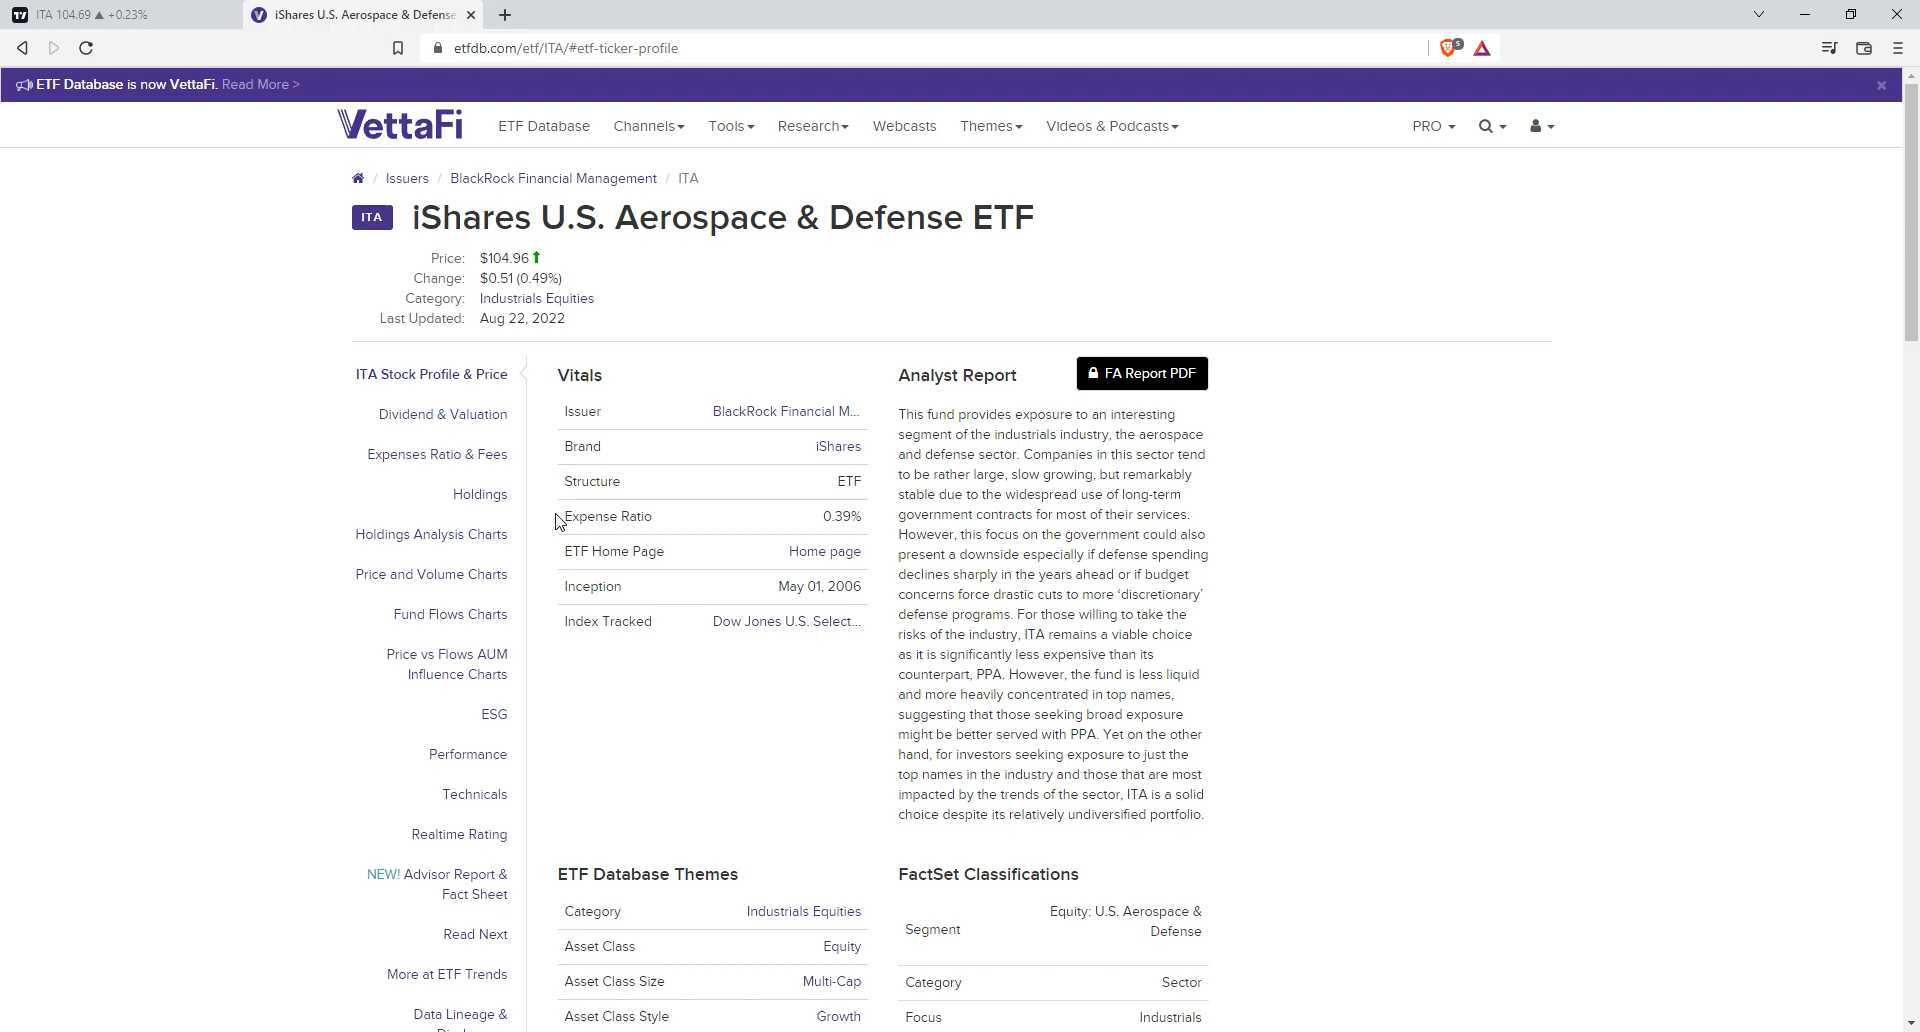 ITA 104.69 ▲ +0.23%
iShares U.S. Aerospace & Defense
etfdb.com/etf/ITA/#etf-ticker-profile
5
ETF Database is now VettaFi. Read More >
VettaFi
ETF Database
Channels
Tools
Research
Webcasts
Themes
Videos & Podcasts
PRO
/ Issuers / BlackRock Financial Management / ITA
ITA iShares U.S. Aerospace & Defense ETF
Price: $104.96
Change: $0.51 (0.49%)
Category: Industrials Equities
Last Updated: Aug 22, 2022
ITA Stock Profile & Price
Dividend & Valuation
Expenses Ratio & Fees
Holdings
Holdings Analysis Charts
Price and Volume Charts
Fund Flows Charts
Price vs Flows AUM
Influence Charts
ESG
Performance
Technicals
Realtime Rating
NEW! Advisor Report &
Fact Sheet
Read Next
More at ETF Trends
Data Lineage &
Vitals
Issuer BlackRock Financial M...
Brand iShares
Structure ETF
Expense Ratio 0.39%
ETF Home Page Home page
Inception May 01, 2006
Index Tracked Dow Jones U.S. Select...
Analyst Report
FA Report PDF
This fund provides exposure to an interesting
segment of the industrials industry, the aerospace
and defense sector. Companies in this sector tend
to be rather large, slow growing, but remarkably
stable due to the widespread use of long-term
government contracts for most of their services.
However, this focus on the government could also
present a downside especially if defense spending
declines sharply in the years ahead or if budget
concerns force drastic cuts to more ‘discretionary’
defense programs. For those willing to take the
risks of the industry, ITA remains a viable choice
as it is significantly less expensive than its
counterpart, PPA. However, the fund is less liquid
and more heavily concentrated in top names,
suggesting that those seeking broad exposure
might be better served with PPA. Yet on the other
hand, for investors seeking exposure to just the
top names in the industry and those that are most
impacted by the trends of the sector, ITA is a solid
choice despite its relatively undiversified portfolio.
ETF Database Themes
Category Industrials Equities
Asset Class Equity
Asset Class Size Multi-Cap
Asset Class Style Growth
FactSet Classifications
Segment Equity: U.S. Aerospace &
Defense
Category Sector
Focus Industrials